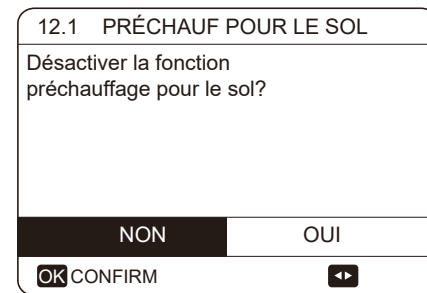 12.1 PRÉCHAUF POUR LE SOL
Désactiver la fonction
préchauffage pour le sol?
NON OUI
OK CONFIRM